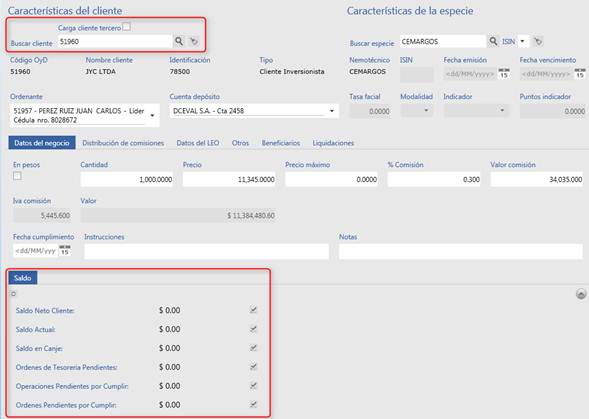 Características del cliente
Características de la especie
Carga cliente tercero
Buscar cliente 51960
Buscar especie CEMARGOS ISIN
Código OyD Nombre cliente Identificación Tipo
51960 JYC LTDA 78500 Cliente Inversionista
Nemotécnico ISIN Fecha emisión Fecha vencimiento
CEMARGOS <dd/MM/yyyy> 15 <dd/MM/yyyy> 15
Ordenante Cuenta depósito
51957 - PEREZ RUIZ JUAN CARLOS - Líder
Cédula nro. 8028672
DCEVAL S.A. - Cta 2458
Tasa facial Modalidad Indicador Puntos indicador
0.0000 0.0000
Datos del negocio Distribución de comisiones Datos del LEO Otros Beneficiarios Liquidaciones
En pesos Cantidad Precio Precio máximo % Comisión Valor comisión
1,000.0000 11,345.0000 0.0000 0.300 34,035.000
Iva comisión Valor
5,445.600 $ 11,384,480.60
Fecha cumplimiento Instrucciones Notas
<dd/MM/yyy 15
Saldo
Saldo Neto Cliente: $ 0.00
Saldo Actual: $ 0.00
Saldo en Canje: $ 0.00
Ordenes de Tesoreria Pendientes: $ 0.00
Operaciones Pendientes por Cumplir: $ 0.00
Ordenes Pendientes por Cumplir: $ 0.00